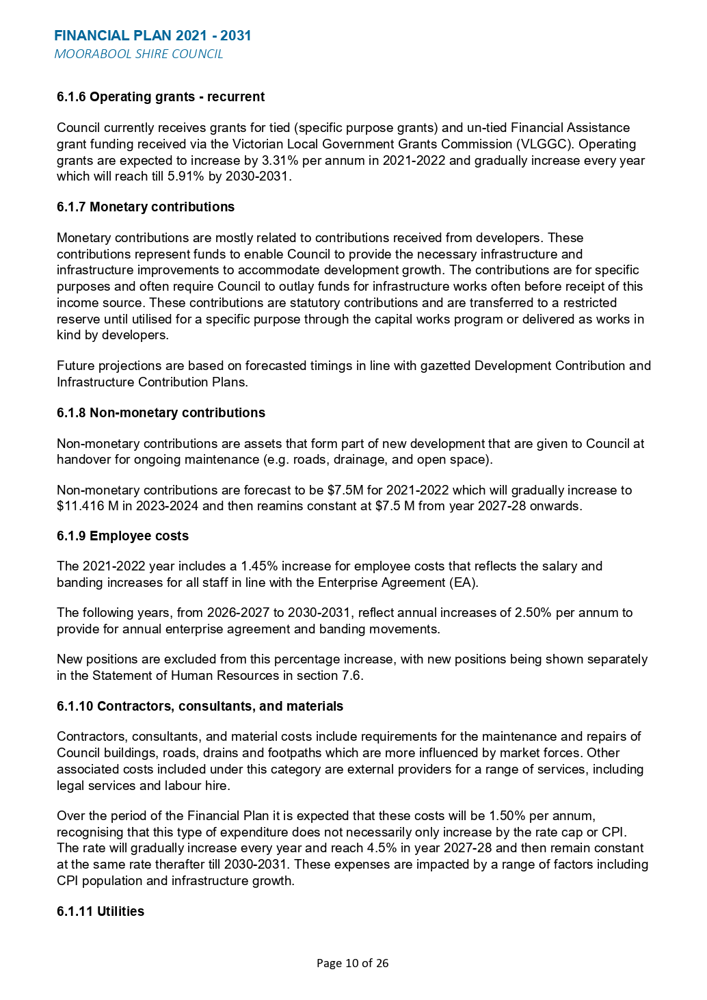 FINANCIAL PLAN 2021 - 2031
MOORABOOL SHIRE COUNCIL
6.1.6 Operating grants - recurrent
Council currently receives grants for tied (specific purpose grants) and un-tied Financial Assistance
grant funding received via the Victorian Local Government Grants Commission (VLGGC). Operating
grants are expected to increase by 3.31% per annum in 2021-2022 and gradually increase every year
which will reach till 5.91% by 2030-2031.
6.1.7 Monetary contributions
Monetary contributions are mostly related to contributions received from developers. These
contributions represent funds to enable Council to provide the necessary infrastructure and
infrastructure improvements to accommodate development growth. The contributions are for specific
purposes and often require Council to outlay funds for infrastructure works often before receipt of this
income source. These contributions are statutory contributions and are transferred to a restricted
reserve until utilised for a specific purpose through the capital works program or delivered as works in
kind by developers.
Future projections are based on forecasted timings in line with gazetted Development Contribution and
Infrastructure Contribution Plans.
6.1.8 Non-monetary contributions
Non-monetary contributions are assets that form part of new development that are given to Council at
handover for ongoing maintenance (e.g. roads, drainage, and open space).
Non-monetary contributions are forecast to be $7.5M for 2021-2022 which will gradually increase to
$11.416 M in 2023-2024 and then reamins constant at $7.5 M from year 2027-28 onwards.
6.1.9 Employee costs
The 2021-2022 year includes a 1.45% increase for employee costs that reflects the salary and
banding increases for all staff in line with the Enterprise Agreement (EA).
The following years, from 2026-2027 to 2030-2031, reflect annual increases of 2.50% per annum to
provide for annual enterprise agreement and banding movements.
New positions are excluded from this percentage increase, with new positions being shown separately
in the Statement of Human Resources in section 7.6.
6.1.10 Contractors, consultants, and materials
Contractors, consultants, and material costs include requirements for the maintenance and repairs of
Council buildings, roads, drains and footpaths which are more influenced by market forces. Other
associated costs included under this category are external providers for a range of services, including
legal services and labour hire.
Over the period of the Financial Plan it is expected that these costs will be 1.50% per annum,
recognising that this type of expenditure does not necessarily only increase by the rate cap or CPI.
The rate will gradually increase every year and reach 4.5% in year 2027-28 and then remain constant
at the same rate therafter till 2030-2031. These expenses are impacted by a range of factors including
CPI population and infrastructure growth.
6.1.11 Utilities
Page 10 of 26